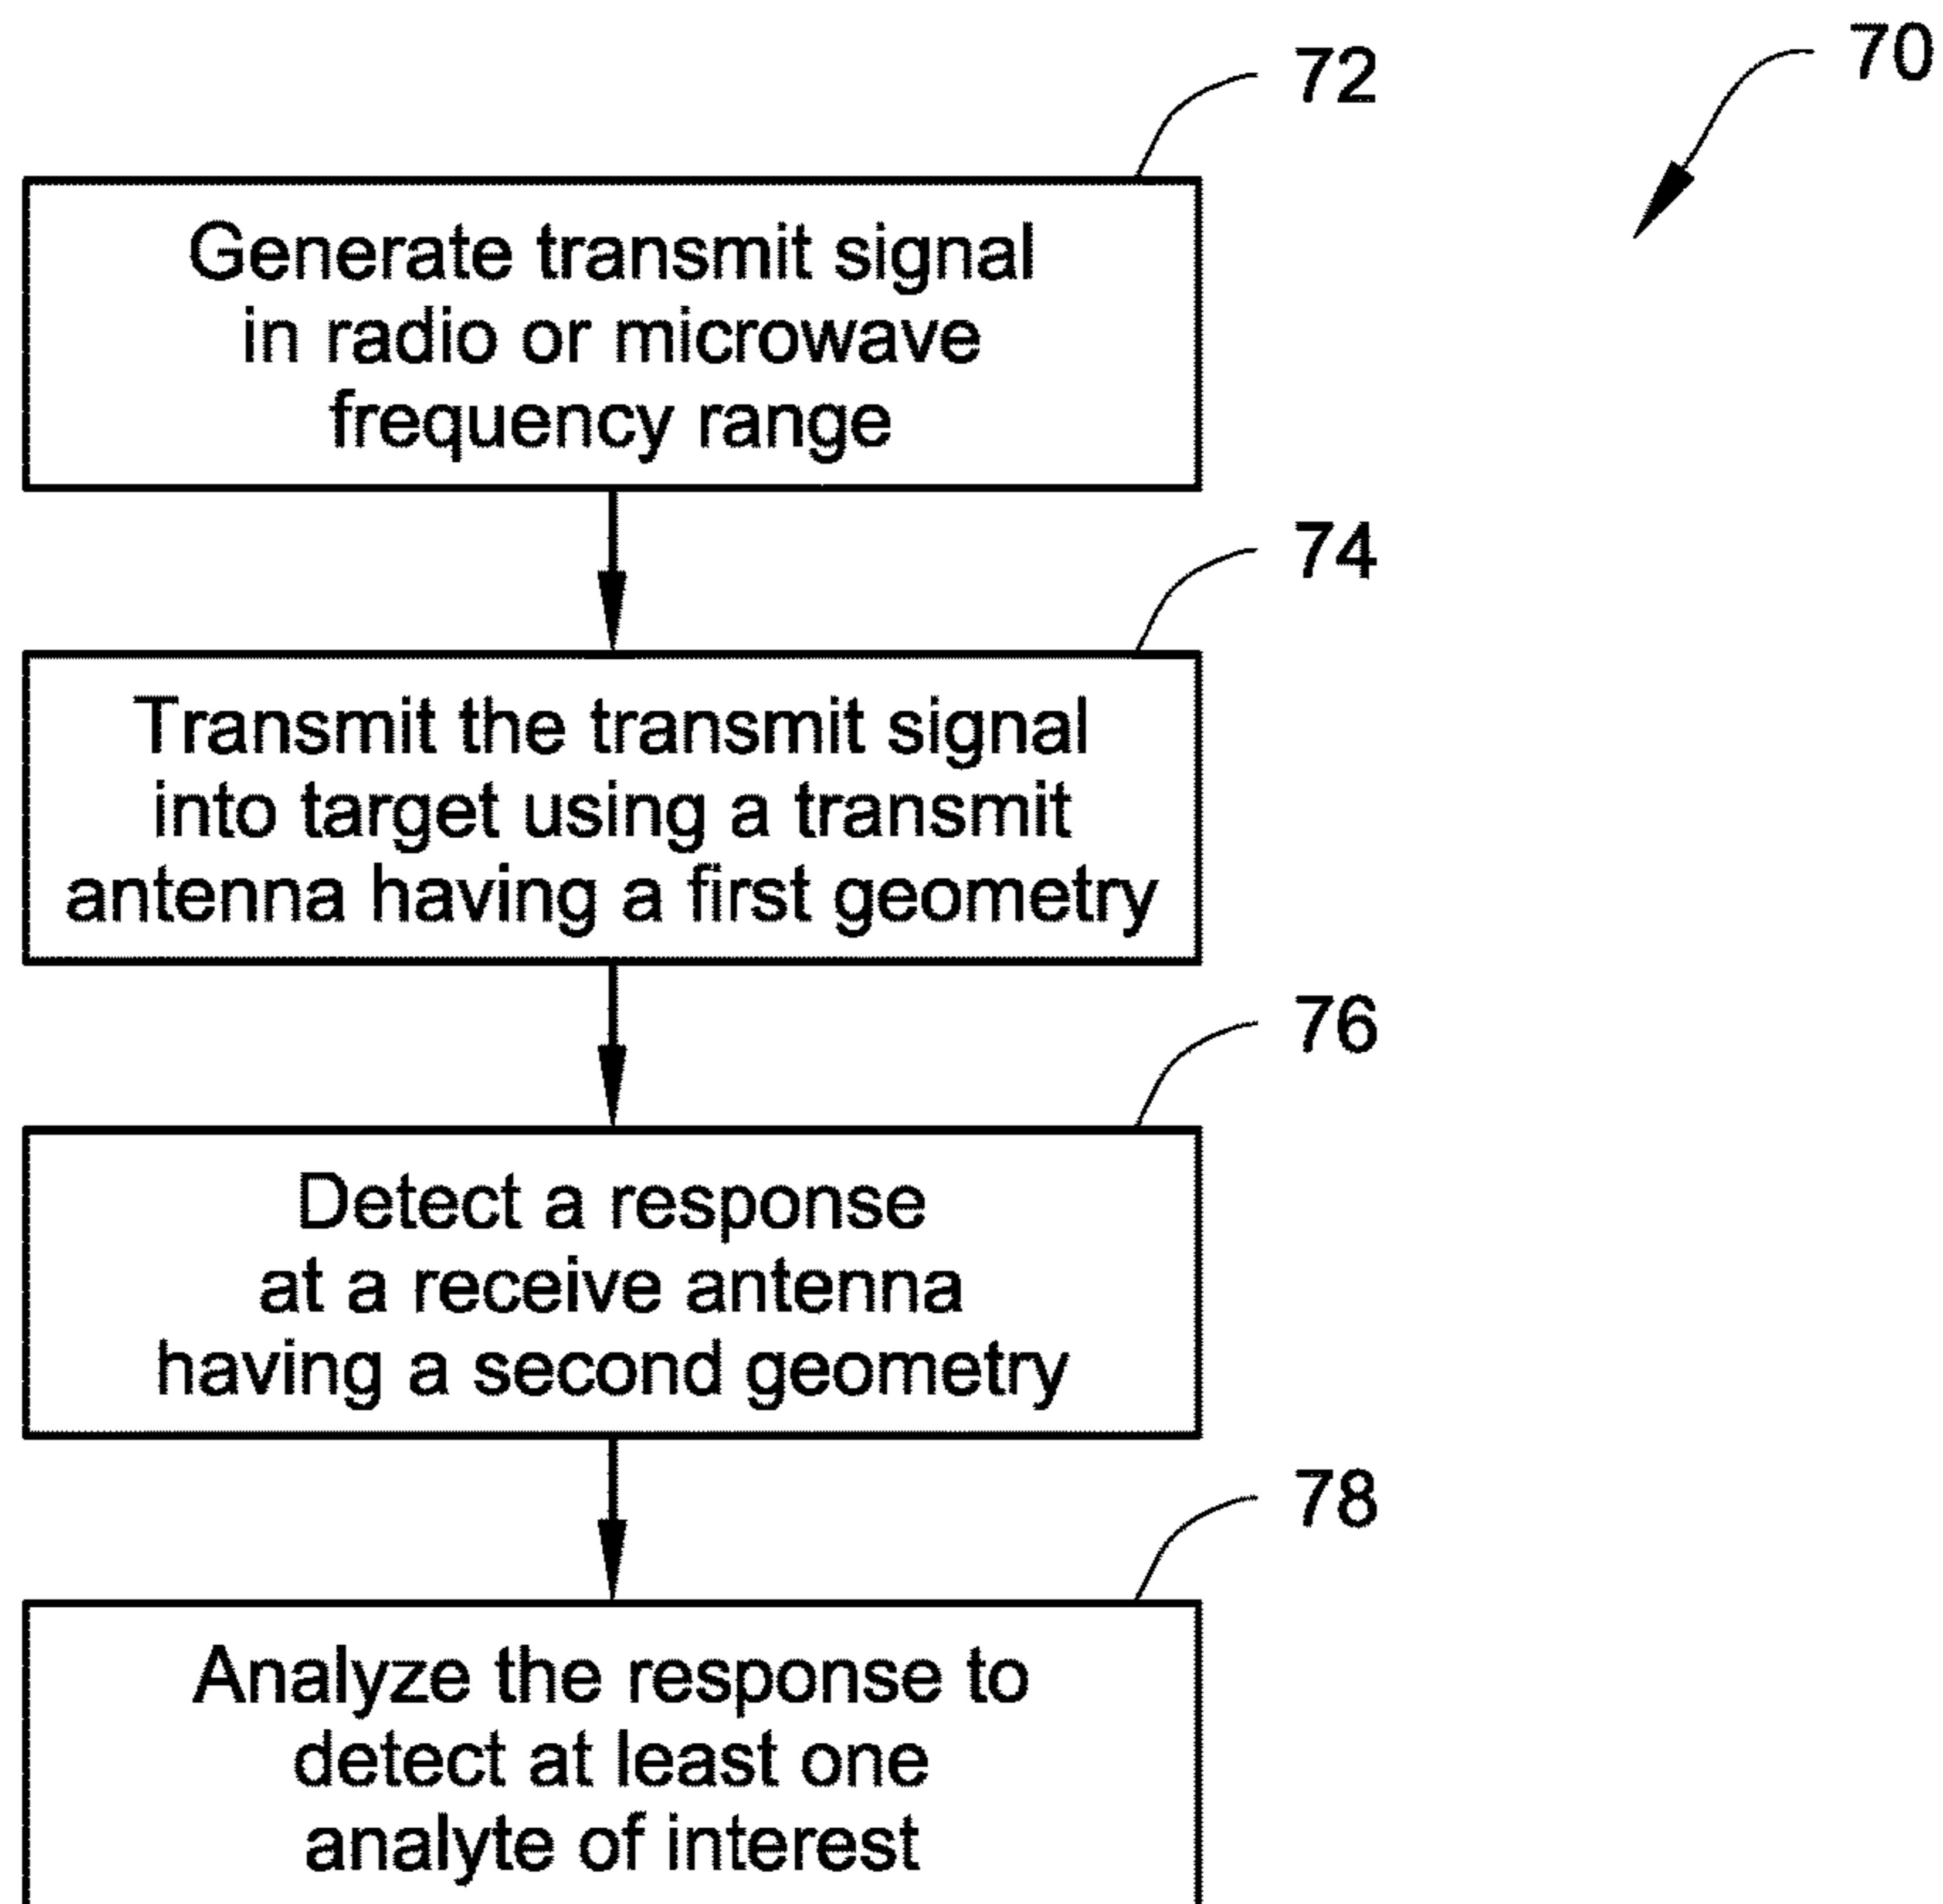 70
72
Generate transmit signal
in radio or microwave
frequency range
74
Transmit the transmit signal
into target using a transmit
antenna having a first geometry
76
Detect a response
at a receive antenna
having a second geometry
78
Analyze the response to
detect at least one
analyte of interest